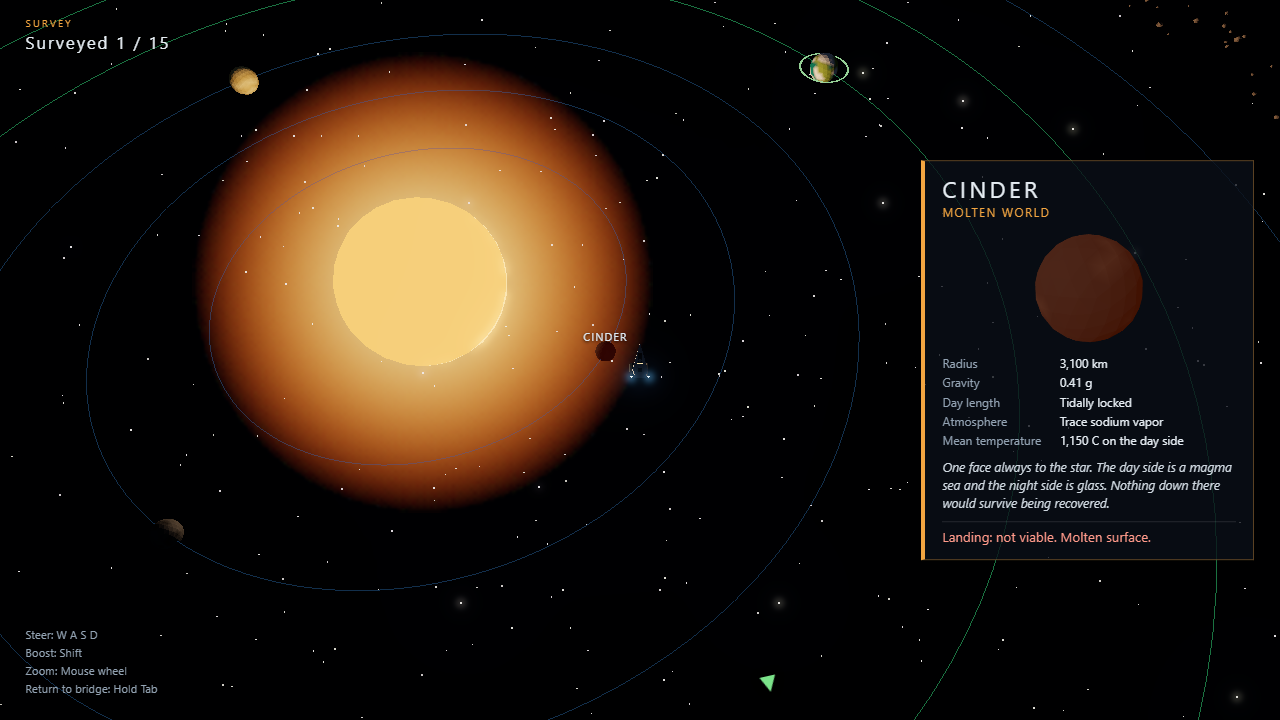 SURVEY
Surveyed 1 / 15
CINDER
CINDER
MOLTEN WORLD
Radius 3,100 km
Gravity 0.41 g
Day length Tidally locked
Atmosphere Trace sodium vapor
Mean temperature 1,150 C on the day side
One face always to the star. The day side is a magma
sea and the night side is glass. Nothing down there
would survive being recovered.
Landing: not viable. Molten surface.
Steer: W A S D
Boost: Shift
Zoom: Mouse wheel
Return to bridge: Hold Tab